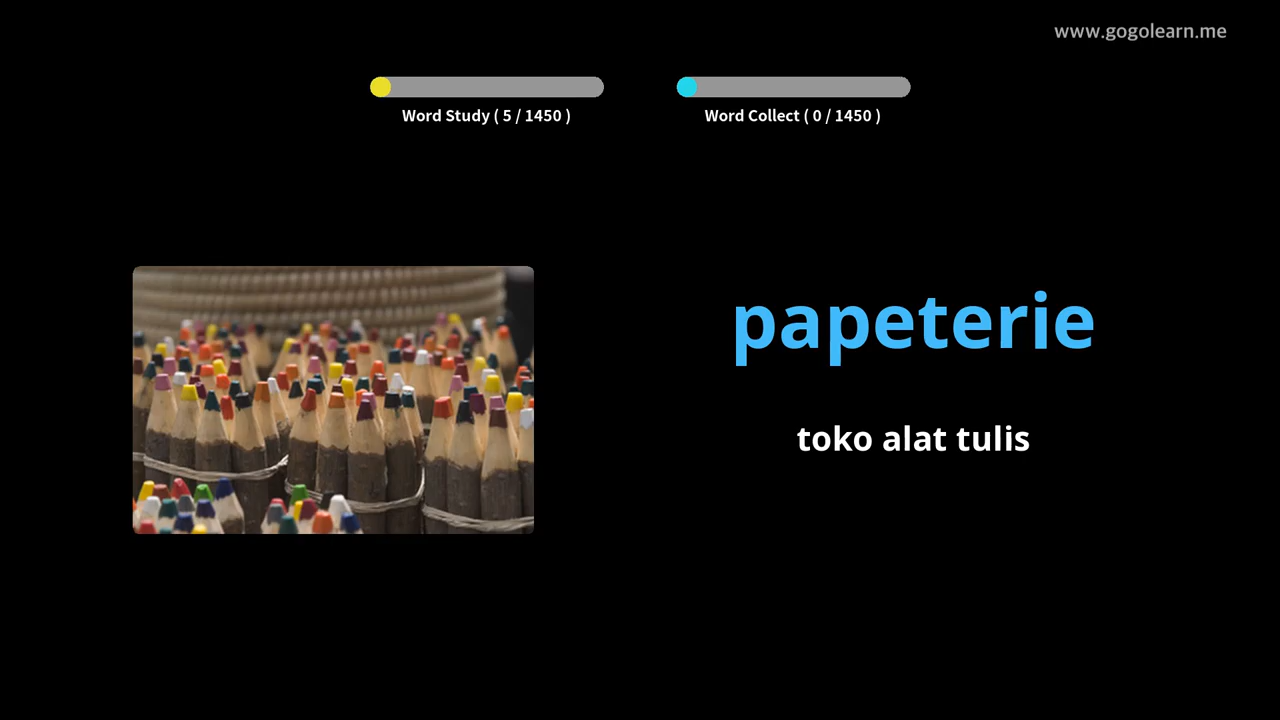 www.gogolearn.me
Word Study ( 5 / 1450 )
Word Collect ( 0 / 1450 )
papeterie
toko alat tulis